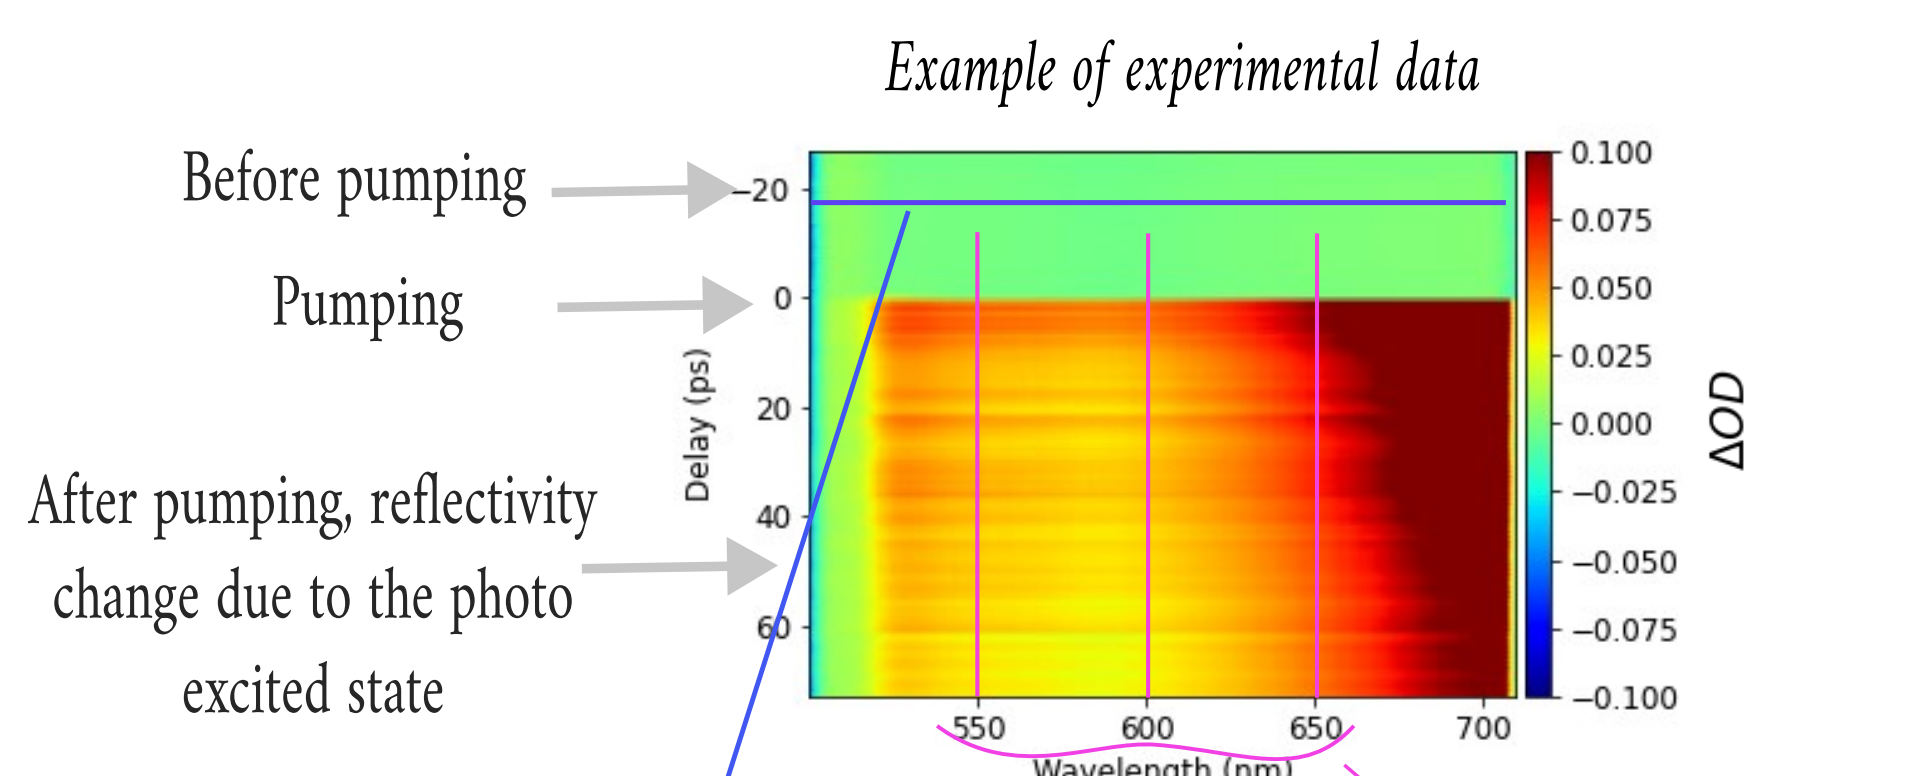 Example of experimental data
Before pumping
Pumping
After pumping, reflectivity
change due to the photo
excited state
Delay (ps)
−20
0
20
40
60
550
600
650
700
Wavelength (nm)
0.100
0.075
0.050
0.025
0.000
−0.025
−0.050
−0.075
−0.100
ΔOD